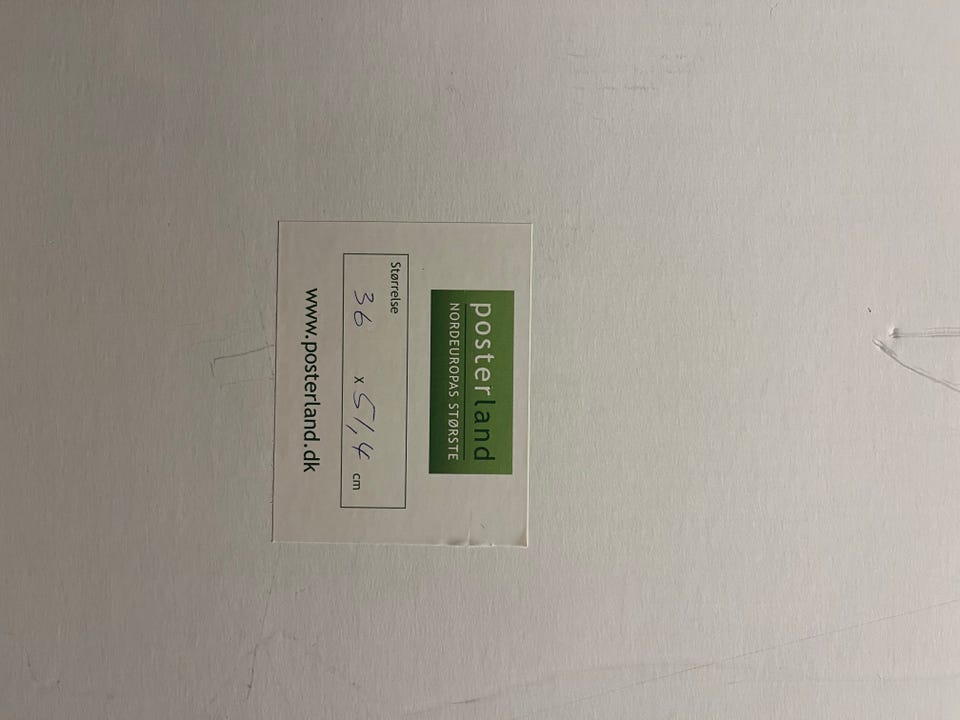 posterland
NORDEUROPAS STØRSTE
Størrelse
36 x 51,4 cm
www.posterland.dk